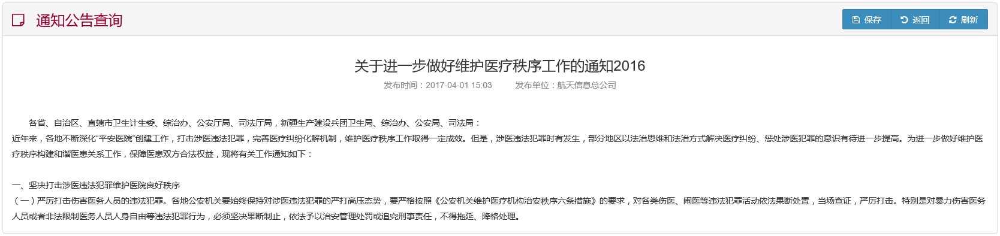 通知公告查询
保存 返回 刷新
关于进一步做好维护医疗秩序工作的通知2016
发布时间：2017-04-01 15:03 发布单位：航天信息总公司
各省、自治区、直辖市卫生计生委、综治办、公安厅局、司法厅局，新疆生产建设兵团卫生局、综治办、公安局、司法局：
近年来，各地不断深化“平安医院”创建工作，打击涉医违法犯罪，完善医疗纠纷化解机制，维护医疗秩序工作取得一定成效。但是，涉医违法犯罪时有发生，部分地区以法治思维和法治方式解决医疗纠纷、惩处涉医犯罪的意识有待进一步提高。为进一步做好维护医
疗秩序构建和谐医患关系工作，保障医患双方合法权益，现将有关工作通知如下：
一、坚决打击涉医违法犯罪维护医院良好秩序
（一）严厉打击伤害医务人员的违法犯罪。各地公安机关要始终保持对涉医违法犯罪的严打高压态势，要严格按照《公安机关维护医疗机构治安秩序六条措施》的要求，对各类伤医、闹医等违法犯罪活动依法果断处置，当场查证，严厉打击。特别是对暴力伤害医务
人员或者非法限制医务人员人身自由等违法犯罪行为，必须坚决果断制止，依法予以治安管理处罚或追究刑事责任，不得拖延、降格处理。